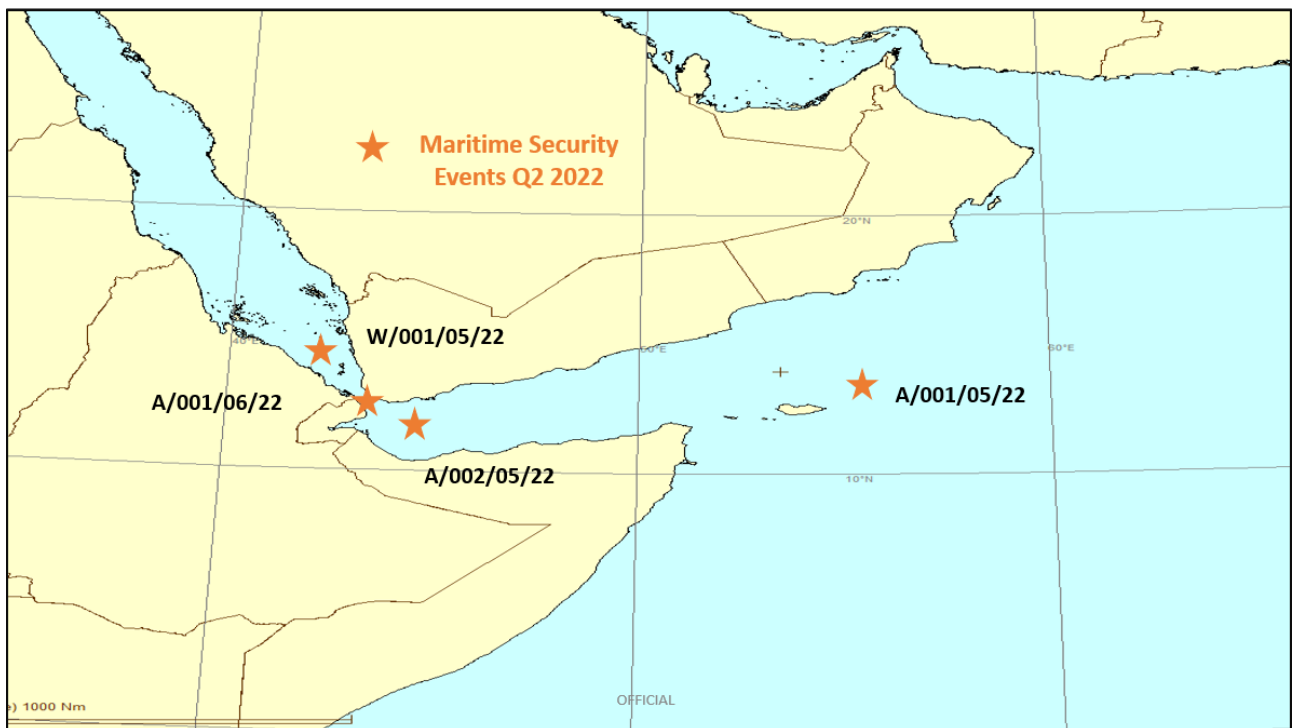 Maritime Security
Events Q2 2022
20°N
W/001/05/22
40°E
50°E
60°E
A/001/06/22
A/001/05/22
A/002/05/22
10°N
OFFICIAL
e) 1000 Nm